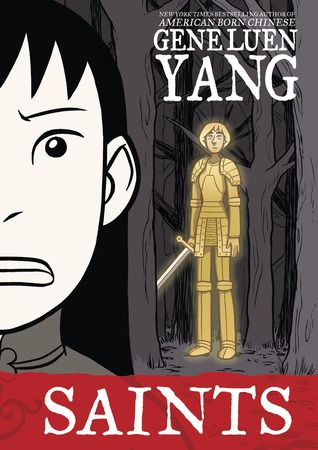 NEW YORK TIMES BESTSELLING AUTHOR OF
AMERICAN BORN CHINESE
GENE LUEN
YANG
SAINTS